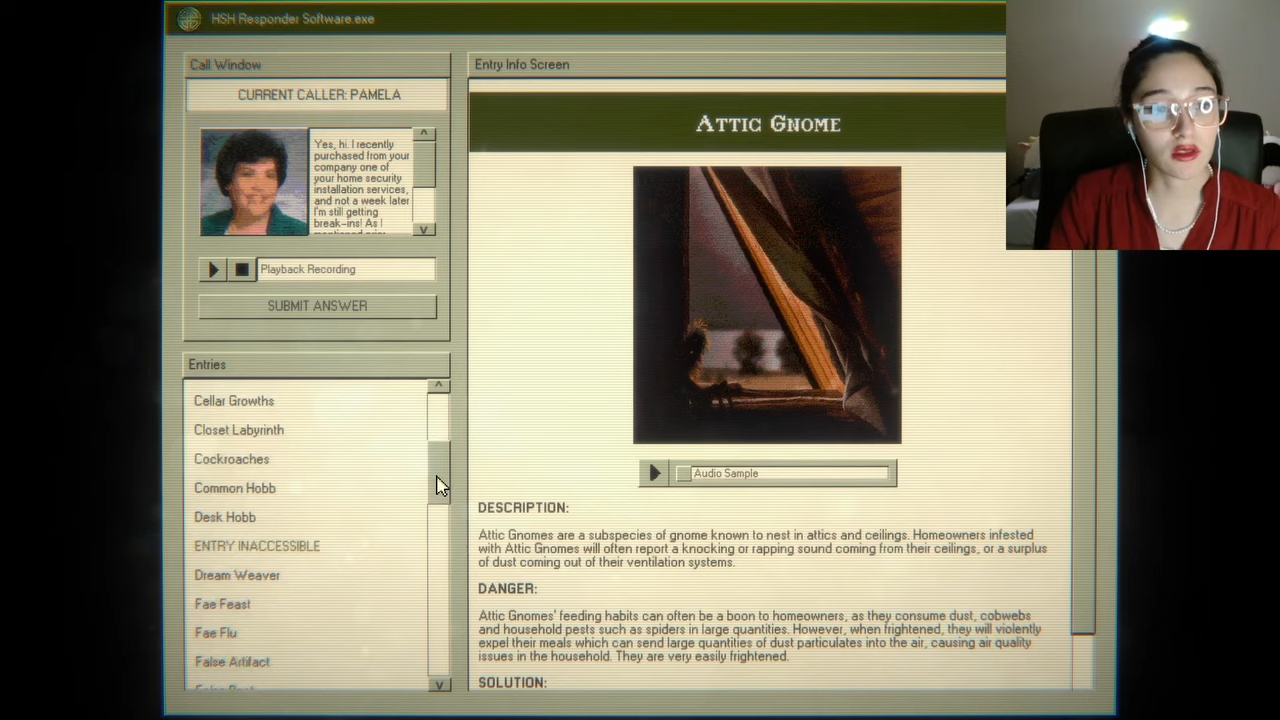 HSH Responder Software.exe
Call Window
CURRENT CALLER: PAMELA
Yes, hi. I recently
purchased from your
company one of
your home security
installation services,
and not a week later
I'm still getting
break-ins! As I
mentioned prior
Playback Recording
SUBMIT ANSWER
Entries
Cellar Growths
Closet Labyrinth
Cockroaches
Common Hobb
Desk Hobb
ENTRY INACCESSIBLE
Dream Weaver
Fae Feast
Fae Flu
False Artifact
Entry Info Screen
Attic Gnome
Audio Sample
DESCRIPTION:
Attic Gnomes are a subspecies of gnome known to nest in attics and ceilings. Homeowners infested
with Attic Gnomes will often report a knocking or rapping sound coming from their ceilings, or a surplus
of dust coming out of their ventilation systems.
DANGER:
Attic Gnomes' feeding habits can often be a boon to homeowners, as they consume dust, cobwebs
and household pests such as spiders in large quantities. However, when frightened, they will violently
expel their meals which can send large quantities of dust particulates into the air, causing air quality
issues in the household. They are very easily frightened.
SOLUTION: